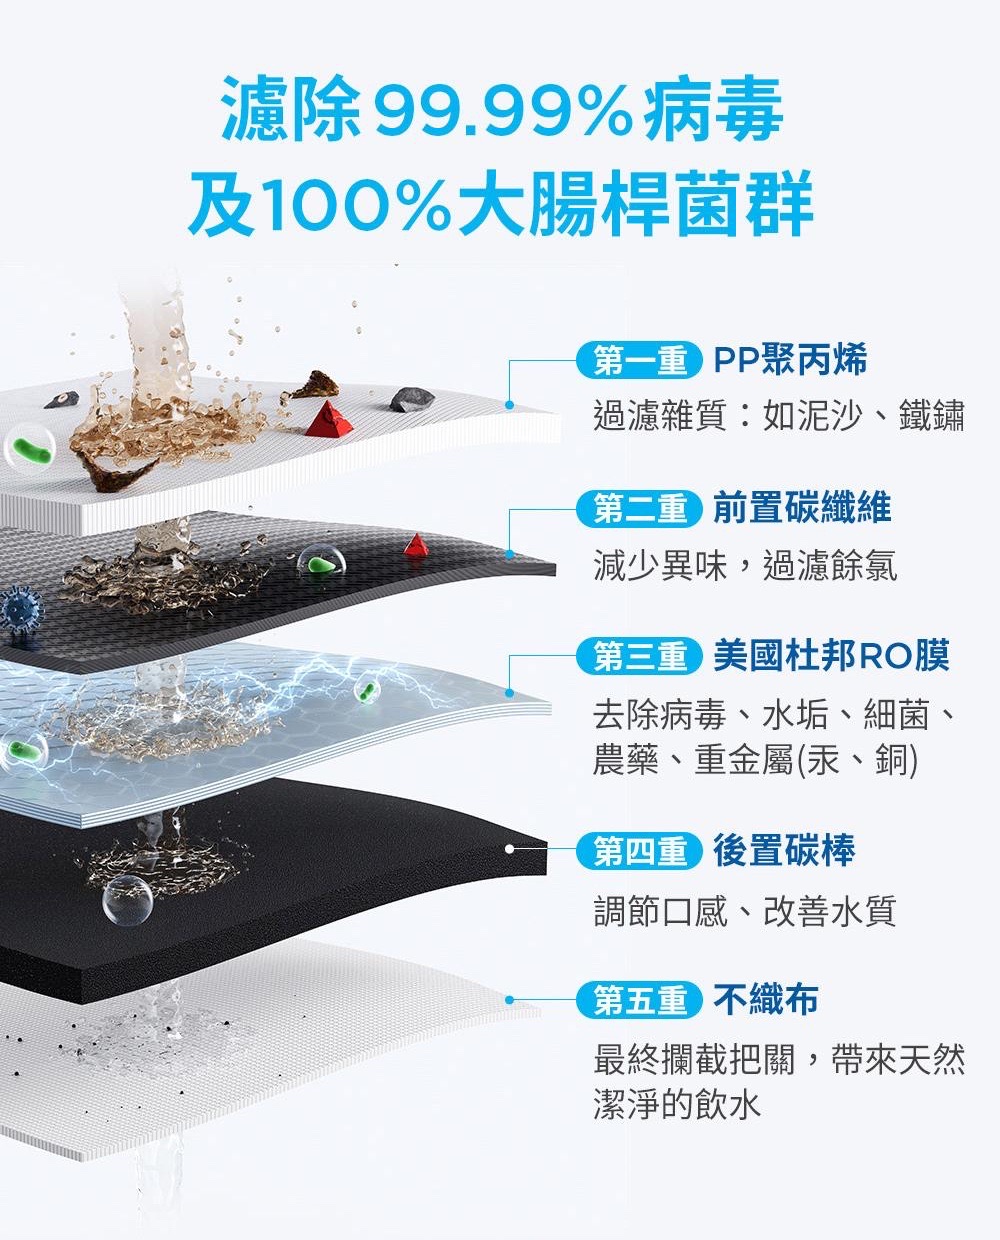 濾除99.99%病毒
及100%大腸桿菌群
第一重 PP聚丙烯
過濾雜質：如泥沙、鐵鏽
第二重 前置碳纖維
減少異味，過濾餘氯
第三重 美國杜邦RO膜
去除病毒、水垢、細菌、
農藥、重金屬(汞、銅)
第四重 後置碳棒
調節口感、改善水質
第五重 不織布
最終攔截把關，帶來天然
潔淨的飲水